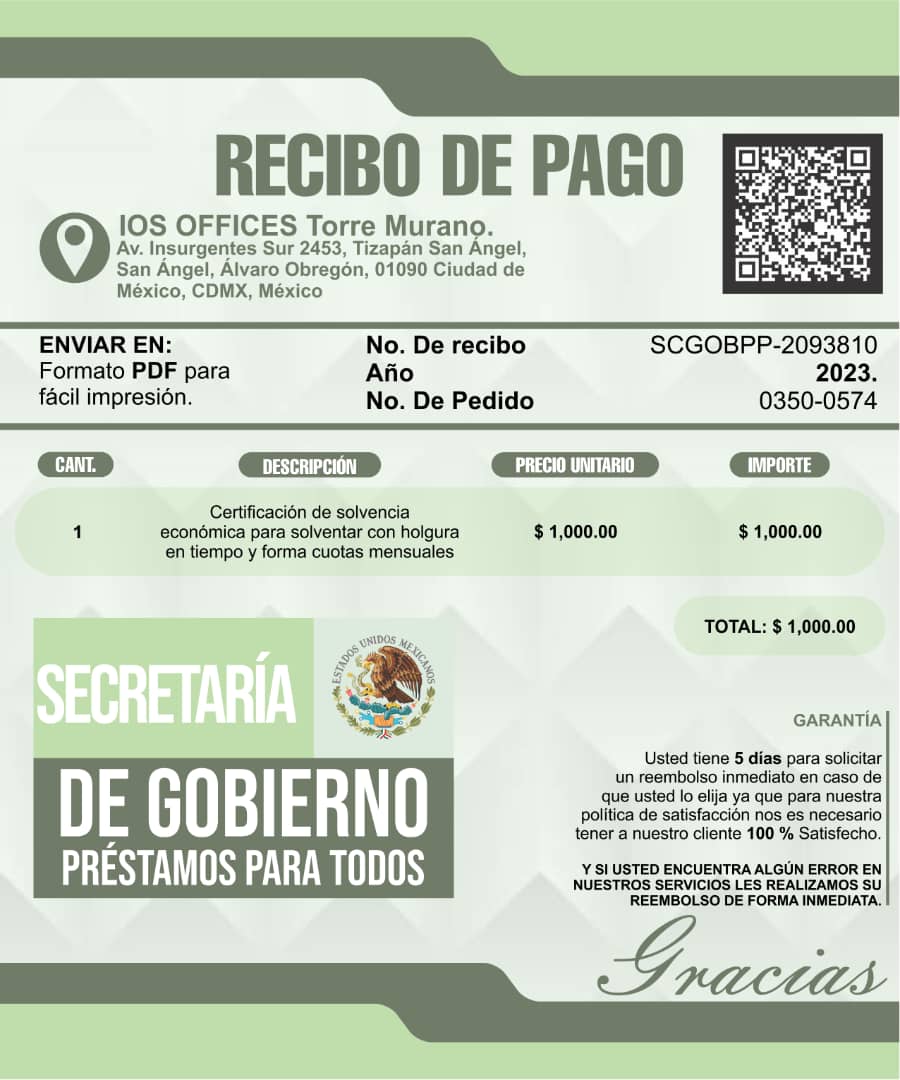 RECIBO DE PAGO
IOS OFFICES Torre Murano.
Av. Insurgentes Sur 2453, Tizapán San Ángel,
San Ángel, Álvaro Obregón, 01090 Ciudad de
México, CDMX, México
ENVIAR EN:
Formato PDF para
fácil impresión.
No. De recibo SCGOBPP-2093810
Año 2023.
No. De Pedido 0350-0574
CANT. DESCRIPCIÓN PRECIO UNITARIO IMPORTE
Certificación de solvencia
1 económica para solventar con holgura $ 1,000.00 $ 1,000.00
en tiempo y forma cuotas mensuales
TOTAL: $ 1,000.00
ESTADOS UNIDOS MEXICANOS
SECRETARÍA
DE GOBIERNO
PRÉSTAMOS PARA TODOS
GARANTÍA
Usted tiene 5 días para solicitar
un reembolso inmediato en caso de
que usted lo elija ya que para nuestra
política de satisfacción nos es necesario
tener a nuestro cliente 100 % Satisfecho.
Y SI USTED ENCUENTRA ALGÚN ERROR EN
NUESTROS SERVICIOS LES REALIZAMOS SU
REEMBOLSO DE FORMA INMEDIATA.
Gracias